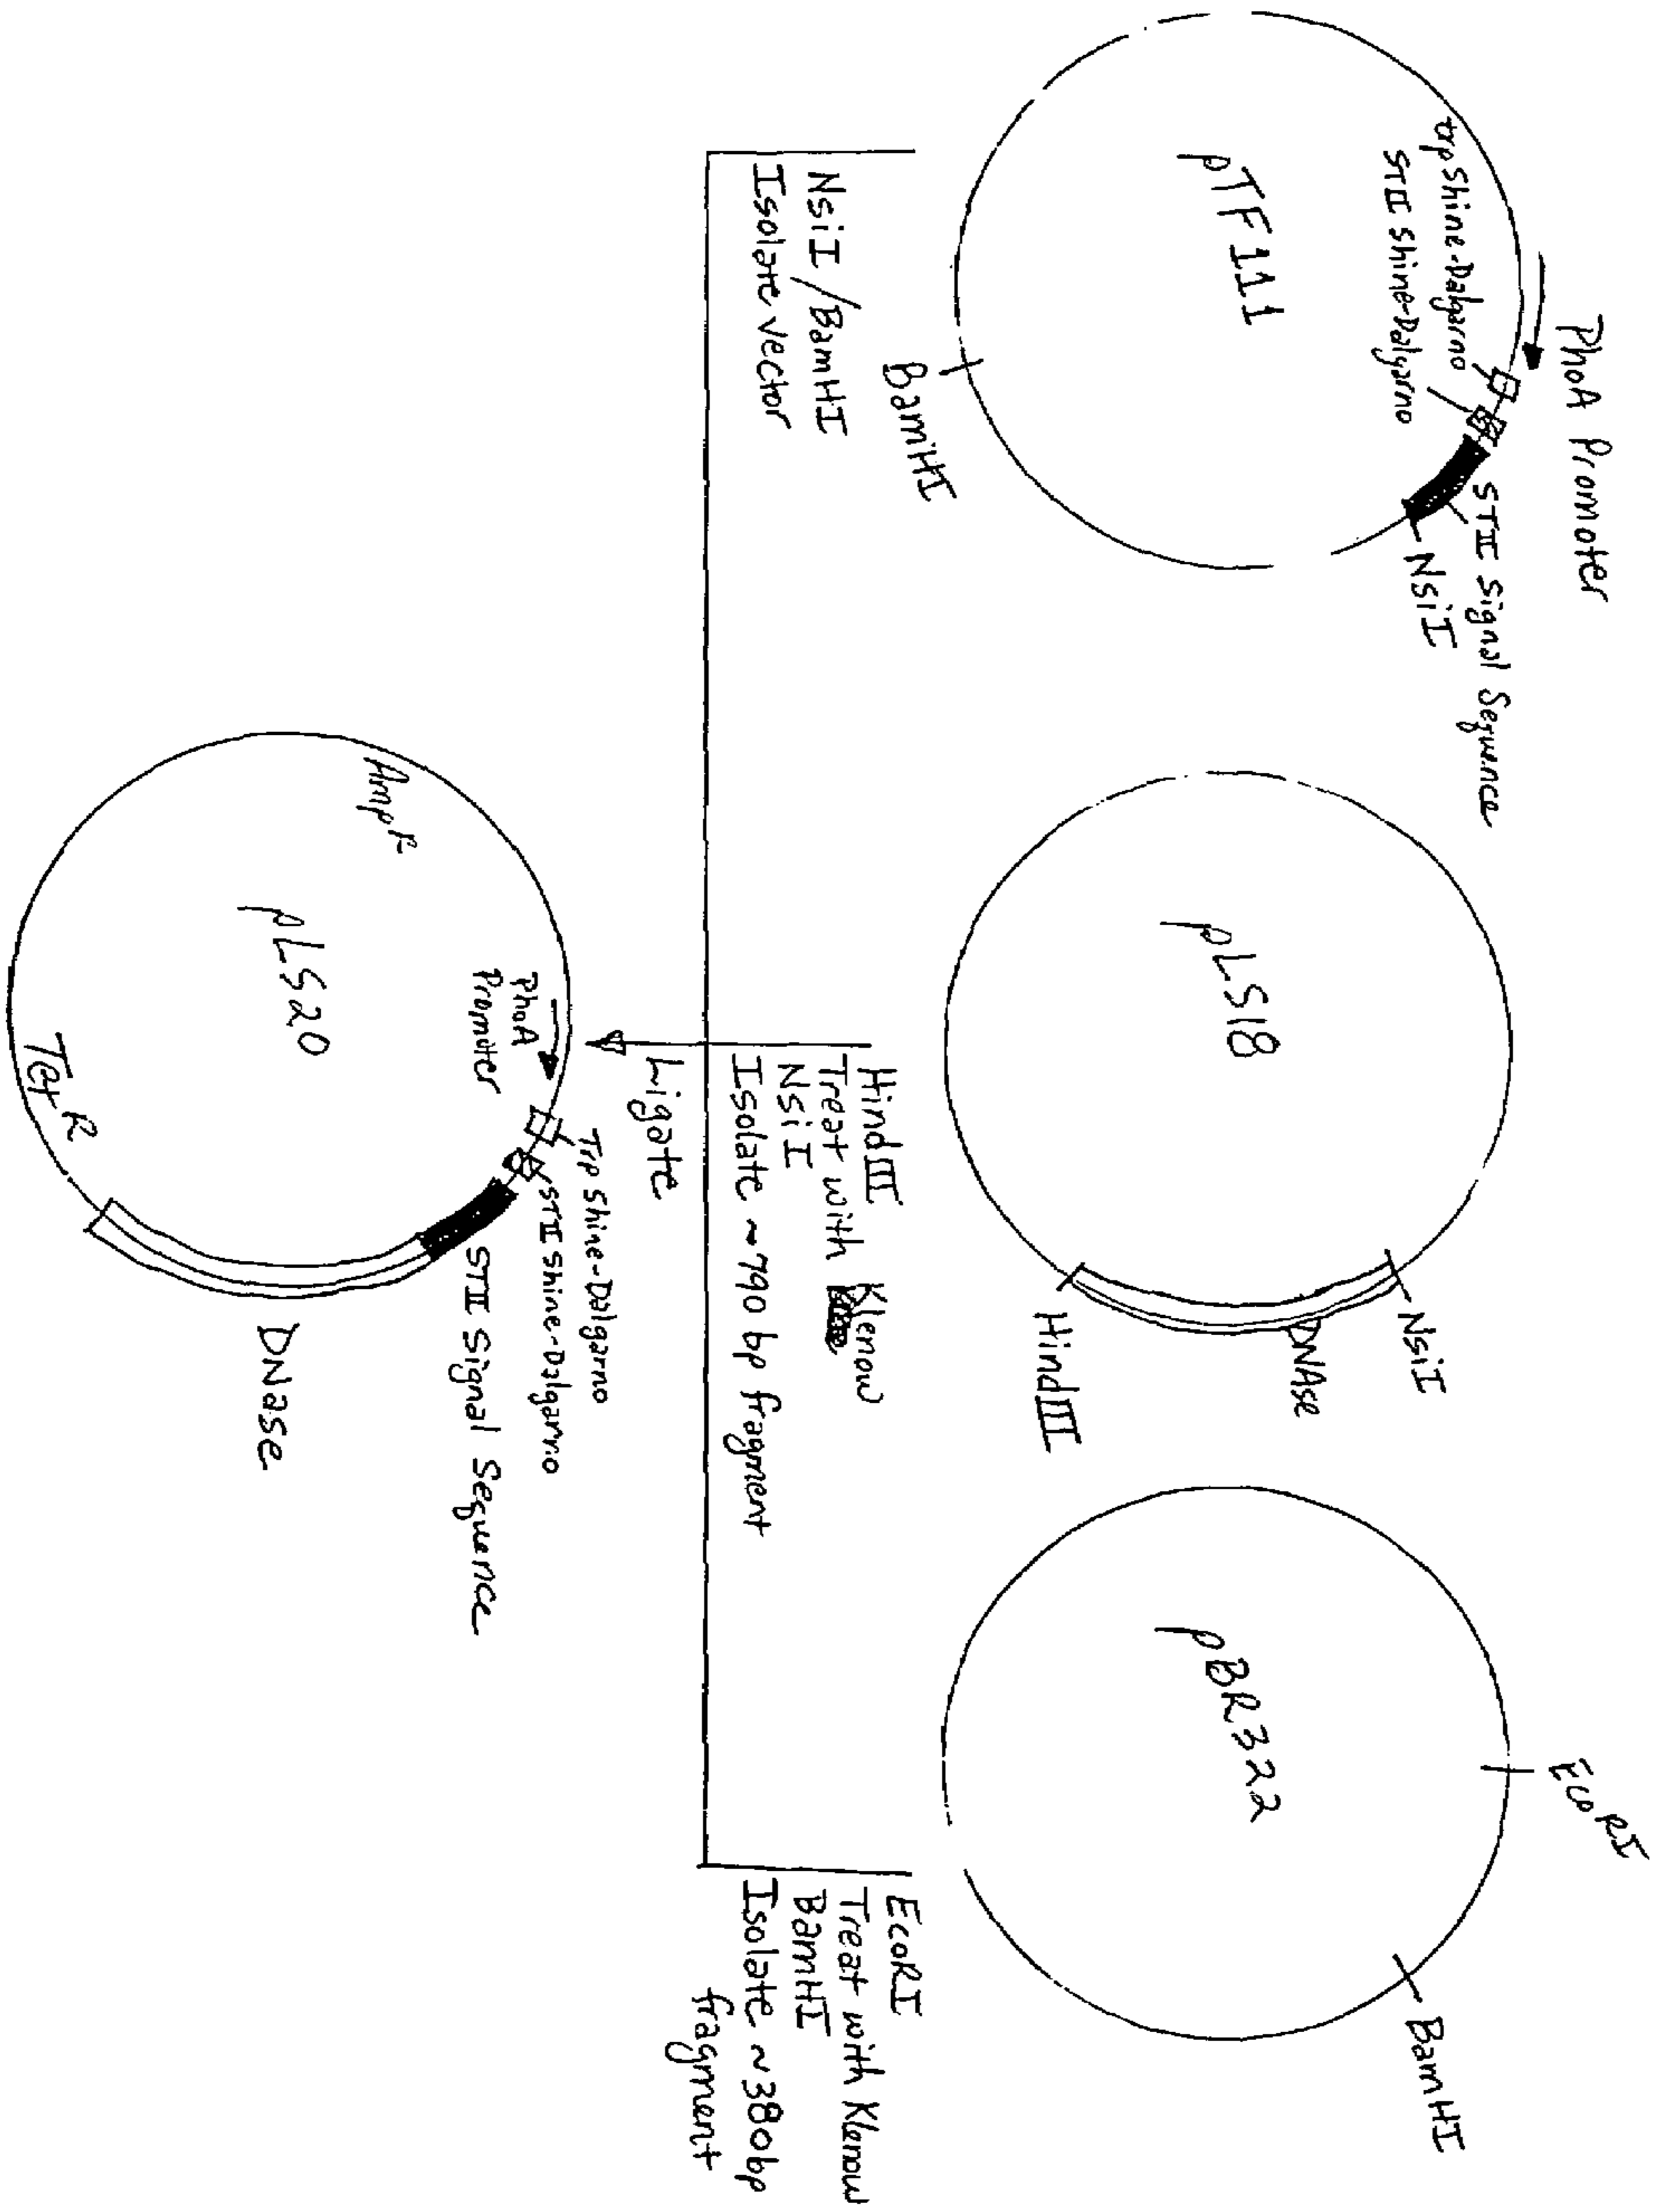 PhoA Promoter
trp Shine-Dalgarno
STII Shine-Dalgarno
STII Signal Sequence
NsiI
pTF111
BamHI
NsiI/BamHI
Isolate vector
NsiI
DNAse
pLS18
HindIII
HindIII
Treat with Klenow
NsiI
Isolate ~790 bp fragment
EcoRI
BamHI
pBR322
EcoRI
Treat with Klenow
BamHI
Isolate ~380bp
fragment
Ligate
PhoA
Promoter
Trp Shine-Dalgarno
STII Shine-Dalgarno
STII Signal Sequence
AmpR
pLS20
DNase
TetR